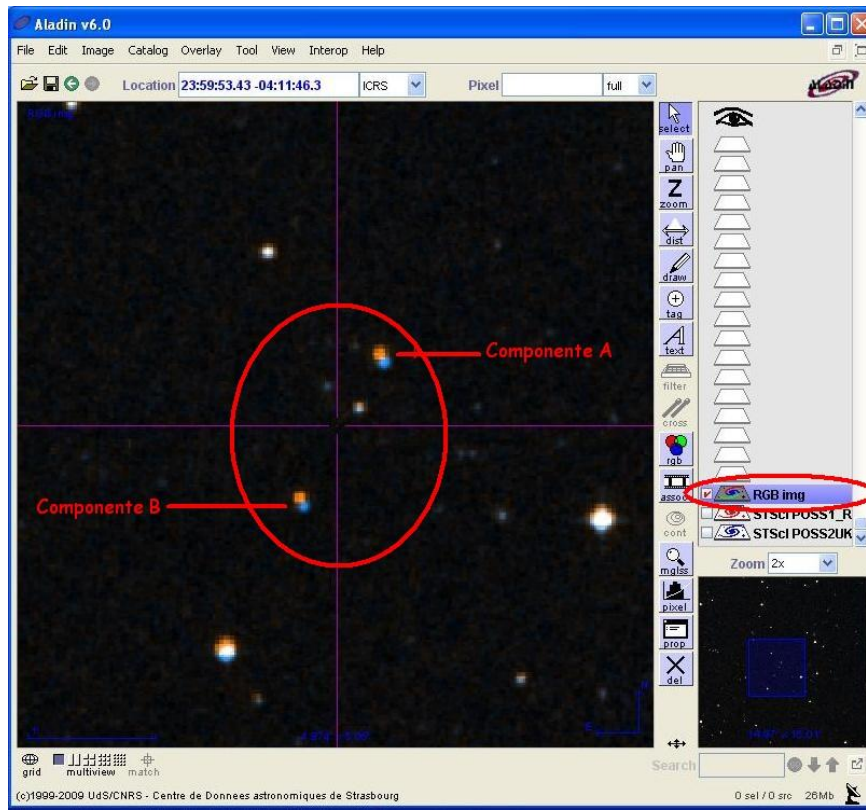 Aladin v6.0
File Edit Image Catalog Overlay Tool View Interop Help
Location 23:59:53.43 -04:11:46.3 ICRS Pixel full Aladin
RGB img
select
pan
Z
zoom
dist
draw
tag
A
text
filter
cross
rgb
assoc
cont
mglss
pixel
prop
del
Componente A
Componente B
RGB img
STScI POSS1_R
STScI POSS2UK
Zoom 2x
N
E
1'
grid multiview match
Search
(c)1999-2009 UdS/CNRS - Centre de Donnees astronomiques de Strasbourg 0 sel / 0 src 26Mb